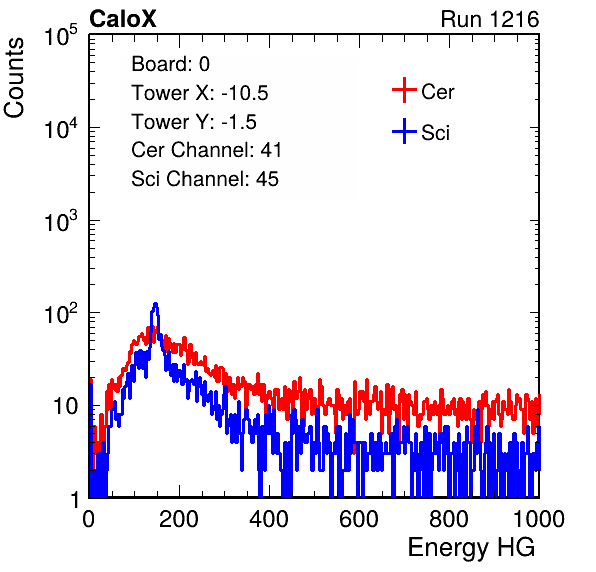 CaloX Run 1216
Counts
10^5
10^4
10^3
10^2
10
1
Board: 0
Tower X: -10.5
Tower Y: -1.5
Cer Channel: 41
Sci Channel: 45
Cer
Sci
0 200 400 600 800 1000
Energy HG